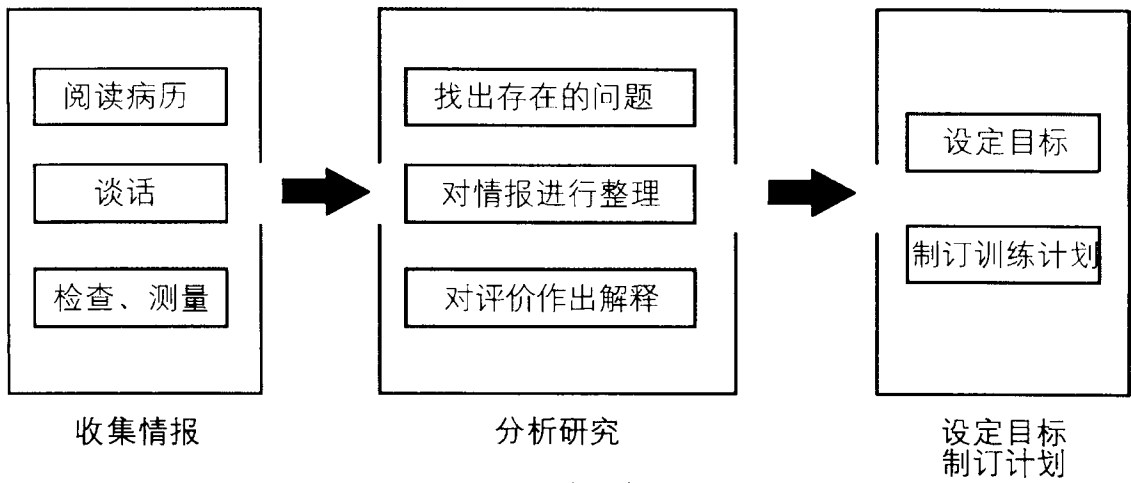 阅读病历
谈话
检查、测量
收集情报
找出存在的问题
对情报进行整理
对评价作出解释
分析研究
设定目标
制订训练计划
设定目标
制订计划